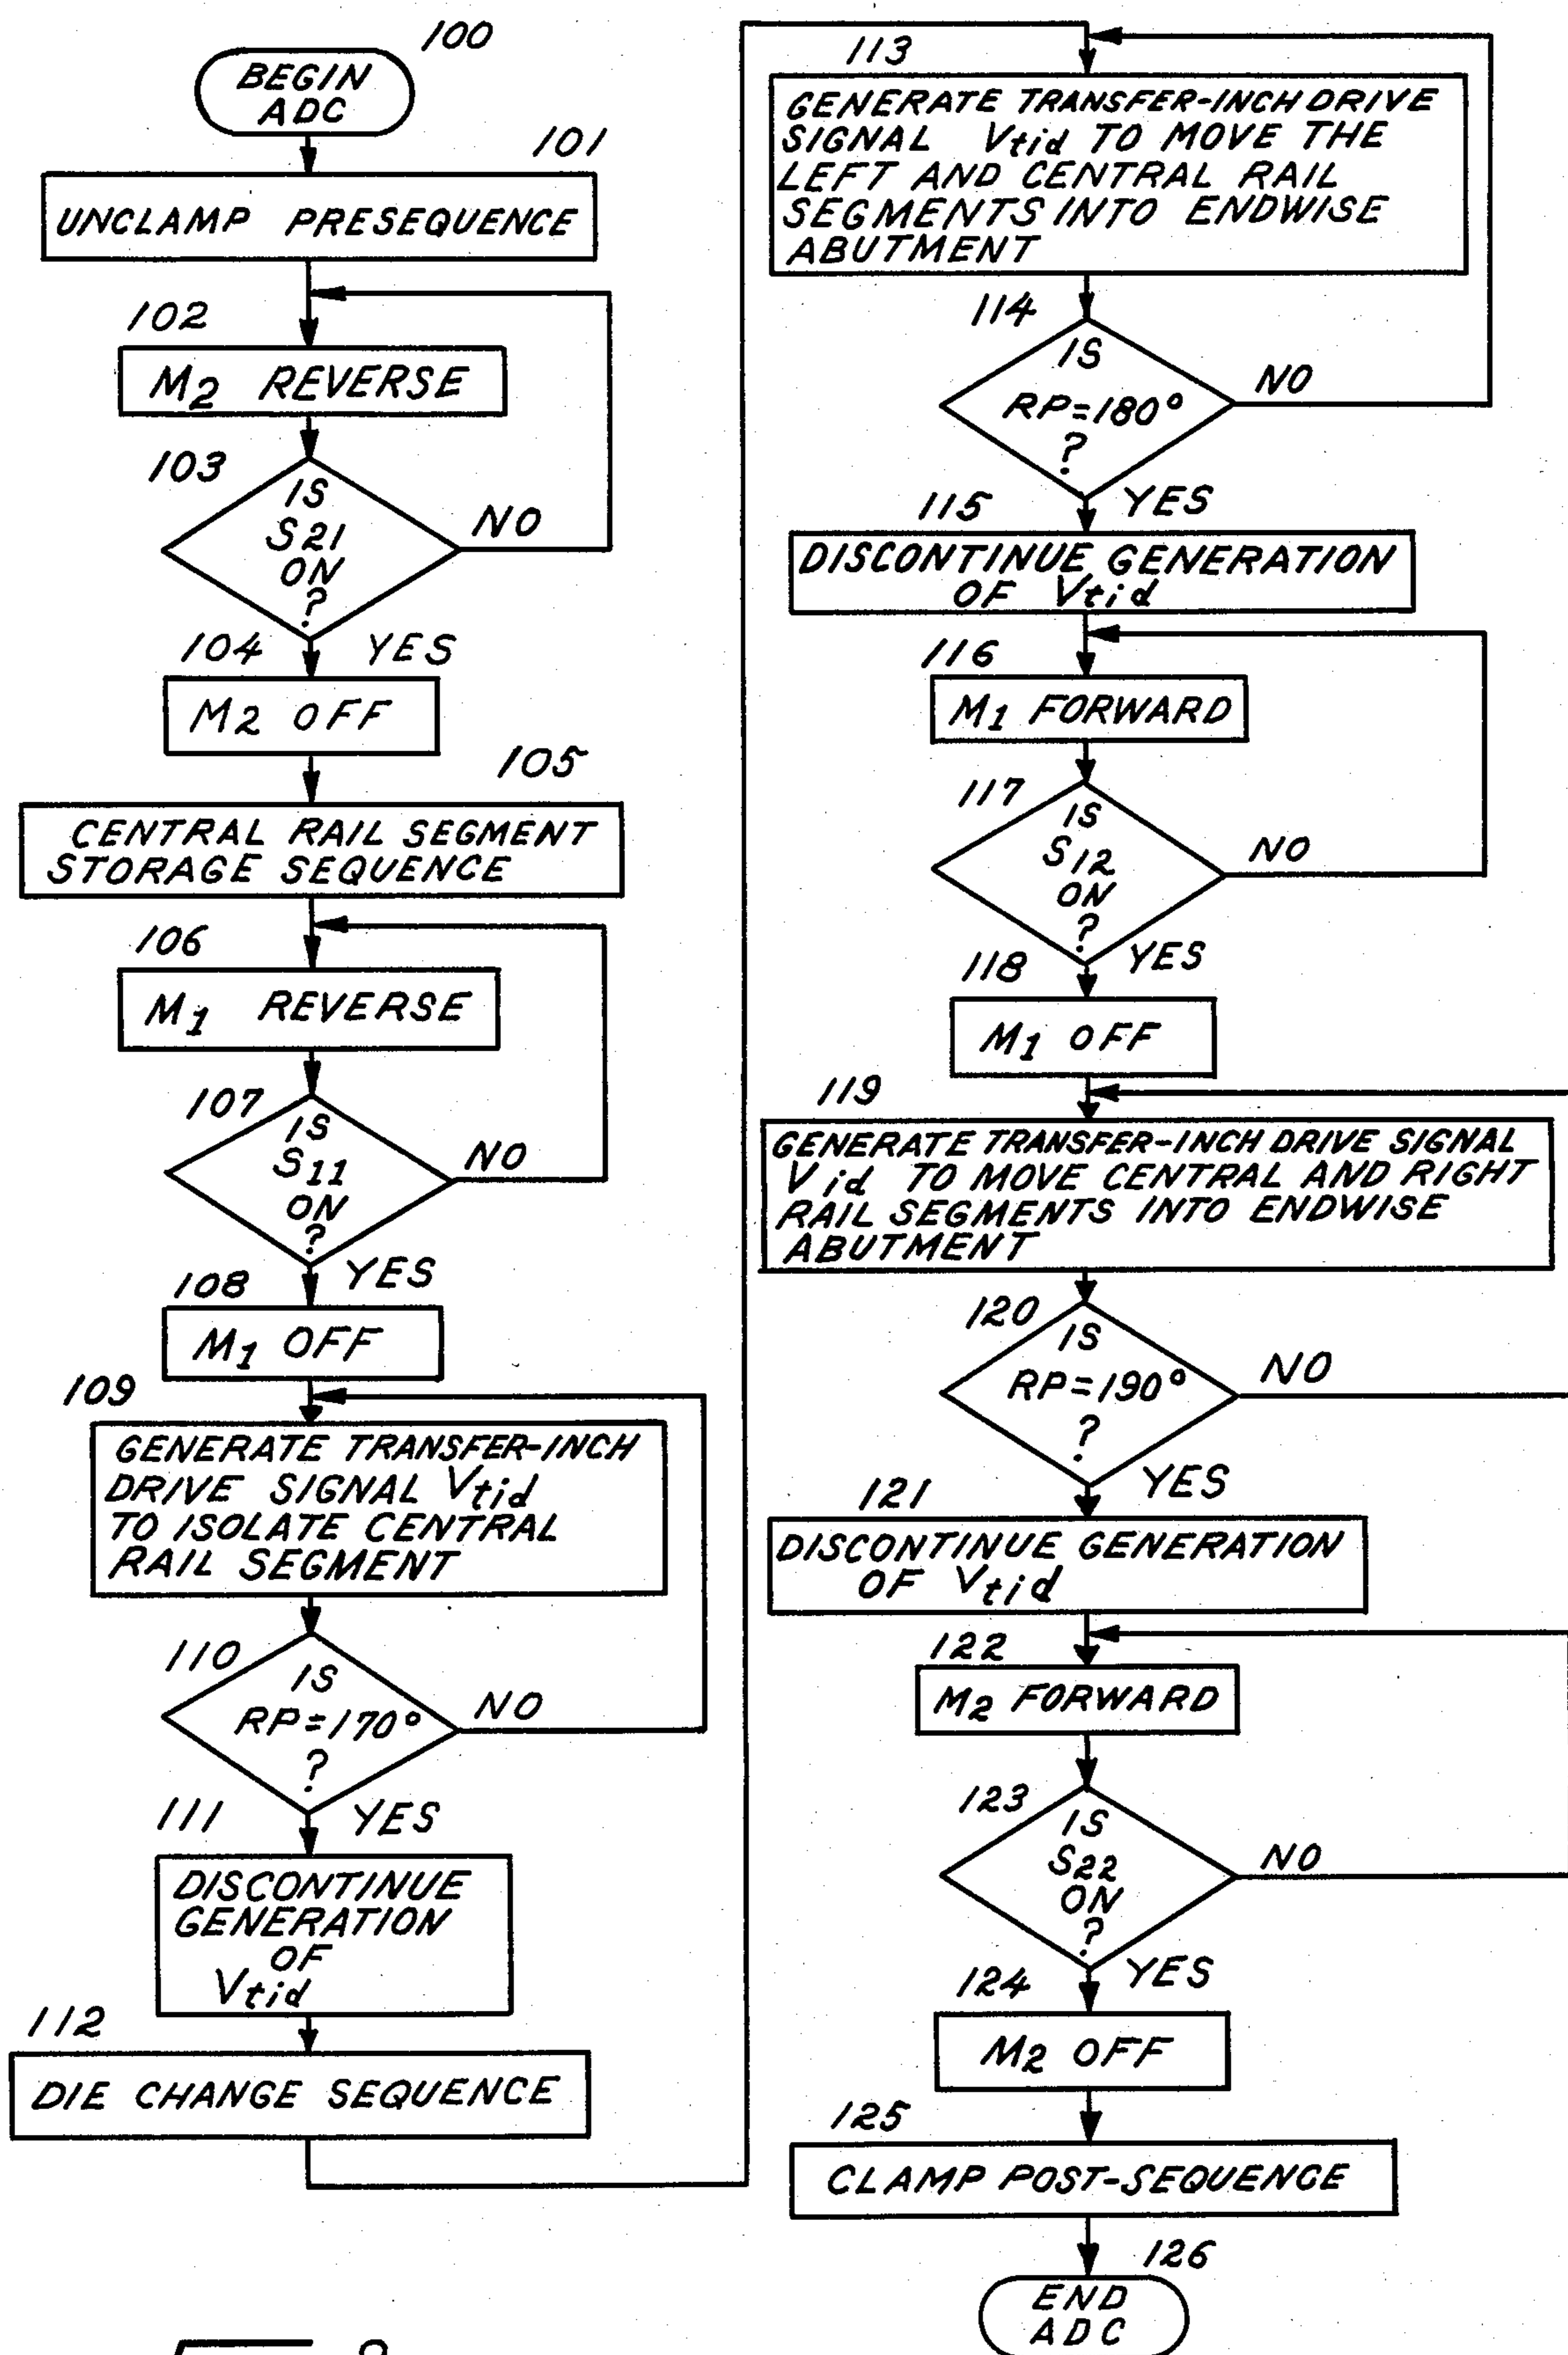 100
BEGIN
ADC
101
UNCLAMP PRESEQUENCE
102
M2 REVERSE
103
IS
S21
ON
?
NO
104
YES
M2 OFF
105
CENTRAL RAIL SEGMENT
STORAGE SEQUENCE
106
M1 REVERSE
107
IS
S11
ON
?
NO
108
YES
M1 OFF
109
GENERATE TRANSFER-INCH
DRIVE SIGNAL Vtid
TO ISOLATE CENTRAL
RAIL SEGMENT
110
IS
RP=170°
?
NO
111
YES
DISCONTINUE
GENERATION
OF
Vtid
112
DIE CHANGE SEQUENCE
113
GENERATE TRANSFER-INCH DRIVE
SIGNAL Vtid TO MOVE THE
LEFT AND CENTRAL RAIL
SEGMENTS INTO ENDWISE
ABUTMENT
114
IS
RP=180°
?
NO
115
YES
DISCONTINUE GENERATION
OF Vtid
116
M1 FORWARD
117
IS
S12
ON
?
NO
118
YES
M1 OFF
119
GENERATE TRANSFER-INCH DRIVE SIGNAL
Vid TO MOVE CENTRAL AND RIGHT
RAIL SEGMENTS INTO ENDWISE
ABUTMENT
120
IS
RP=190°
?
NO
121
YES
DISCONTINUE GENERATION
OF Vtid
122
M2 FORWARD
123
IS
S22
ON
?
NO
124
YES
M2 OFF
125
CLAMP POST-SEQUENCE
126
END
ADC